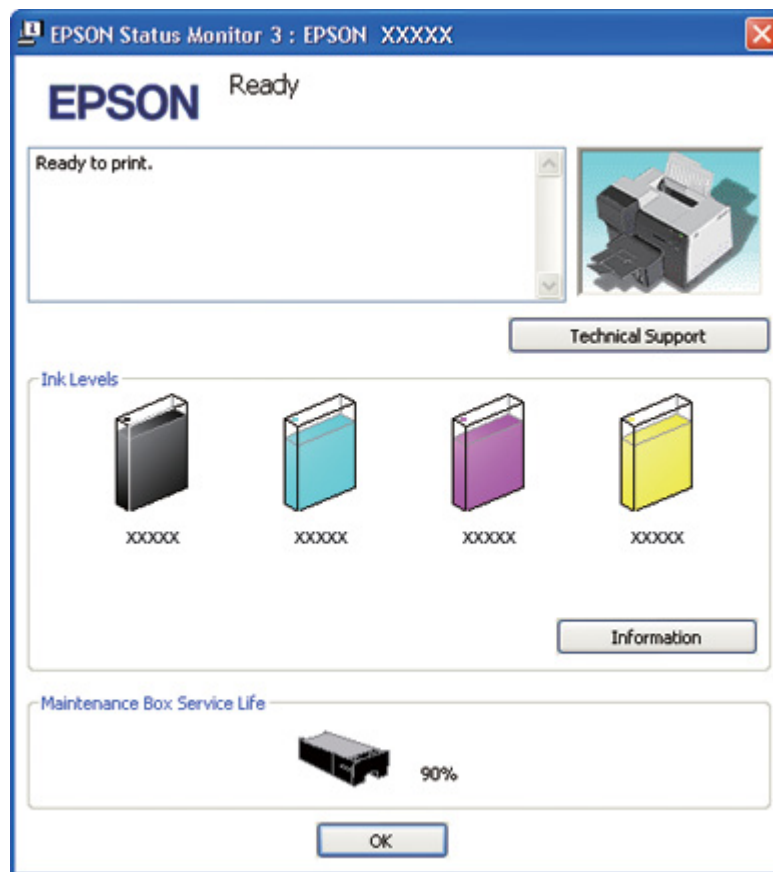 EPSON Status Monitor 3 : EPSON XXXXX
EPSON
Ready
Ready to print.
Technical Support
Ink Levels
XXXXX
XXXXX
XXXXX
XXXXX
Information
Maintenance Box Service Life
90%
OK